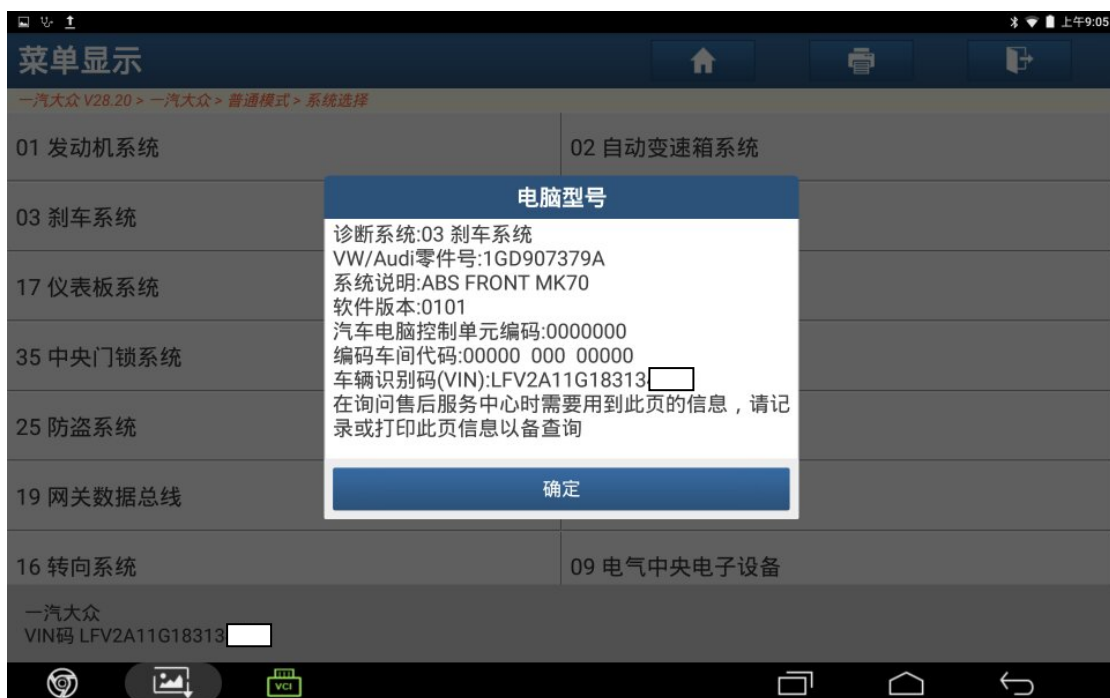 上午9:05
菜单显示
一汽大众 V28.20 > 一汽大众 > 普通模式 > 系统选择
01 发动机系统
02 自动变速箱系统
03 刹车系统
17 仪表板系统
35 中央门锁系统
25 防盗系统
19 网关数据总线
16 转向系统
09 电气中央电子设备
电脑型号
诊断系统:03 刹车系统
VW/Audi零件号:1GD907379A
系统说明:ABS FRONT MK70
软件版本:0101
汽车电脑控制单元编码:0000000
编码车间代码:00000 000 00000
车辆识别码(VIN):LFV2A11G18313
在询问售后服务中心时需要用到此页的信息，请记
录或打印此页信息以备查询
确定
一汽大众
VIN码 LFV2A11G18313
VCI